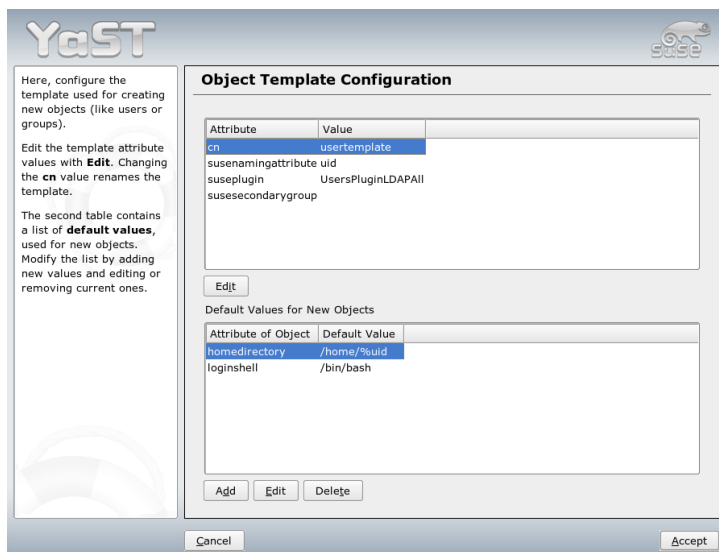 YaST
SUSE
Here, configure the
template used for creating
new objects (like users or
groups).
Edit the template attribute
values with Edit. Changing
the cn value renames the
template.
The second table contains
a list of default values,
used for new objects.
Modify the list by adding
new values and editing or
removing current ones.
Object Template Configuration
Attribute Value
cn usertemplate
susenamingattribute uid
suseplugin UsersPluginLDAPAll
susesecondarygroup
Edit
Default Values for New Objects
Attribute of Object Default Value
homedirectory /home/%uid
loginshell /bin/bash
Add Edit Delete
Cancel Accept